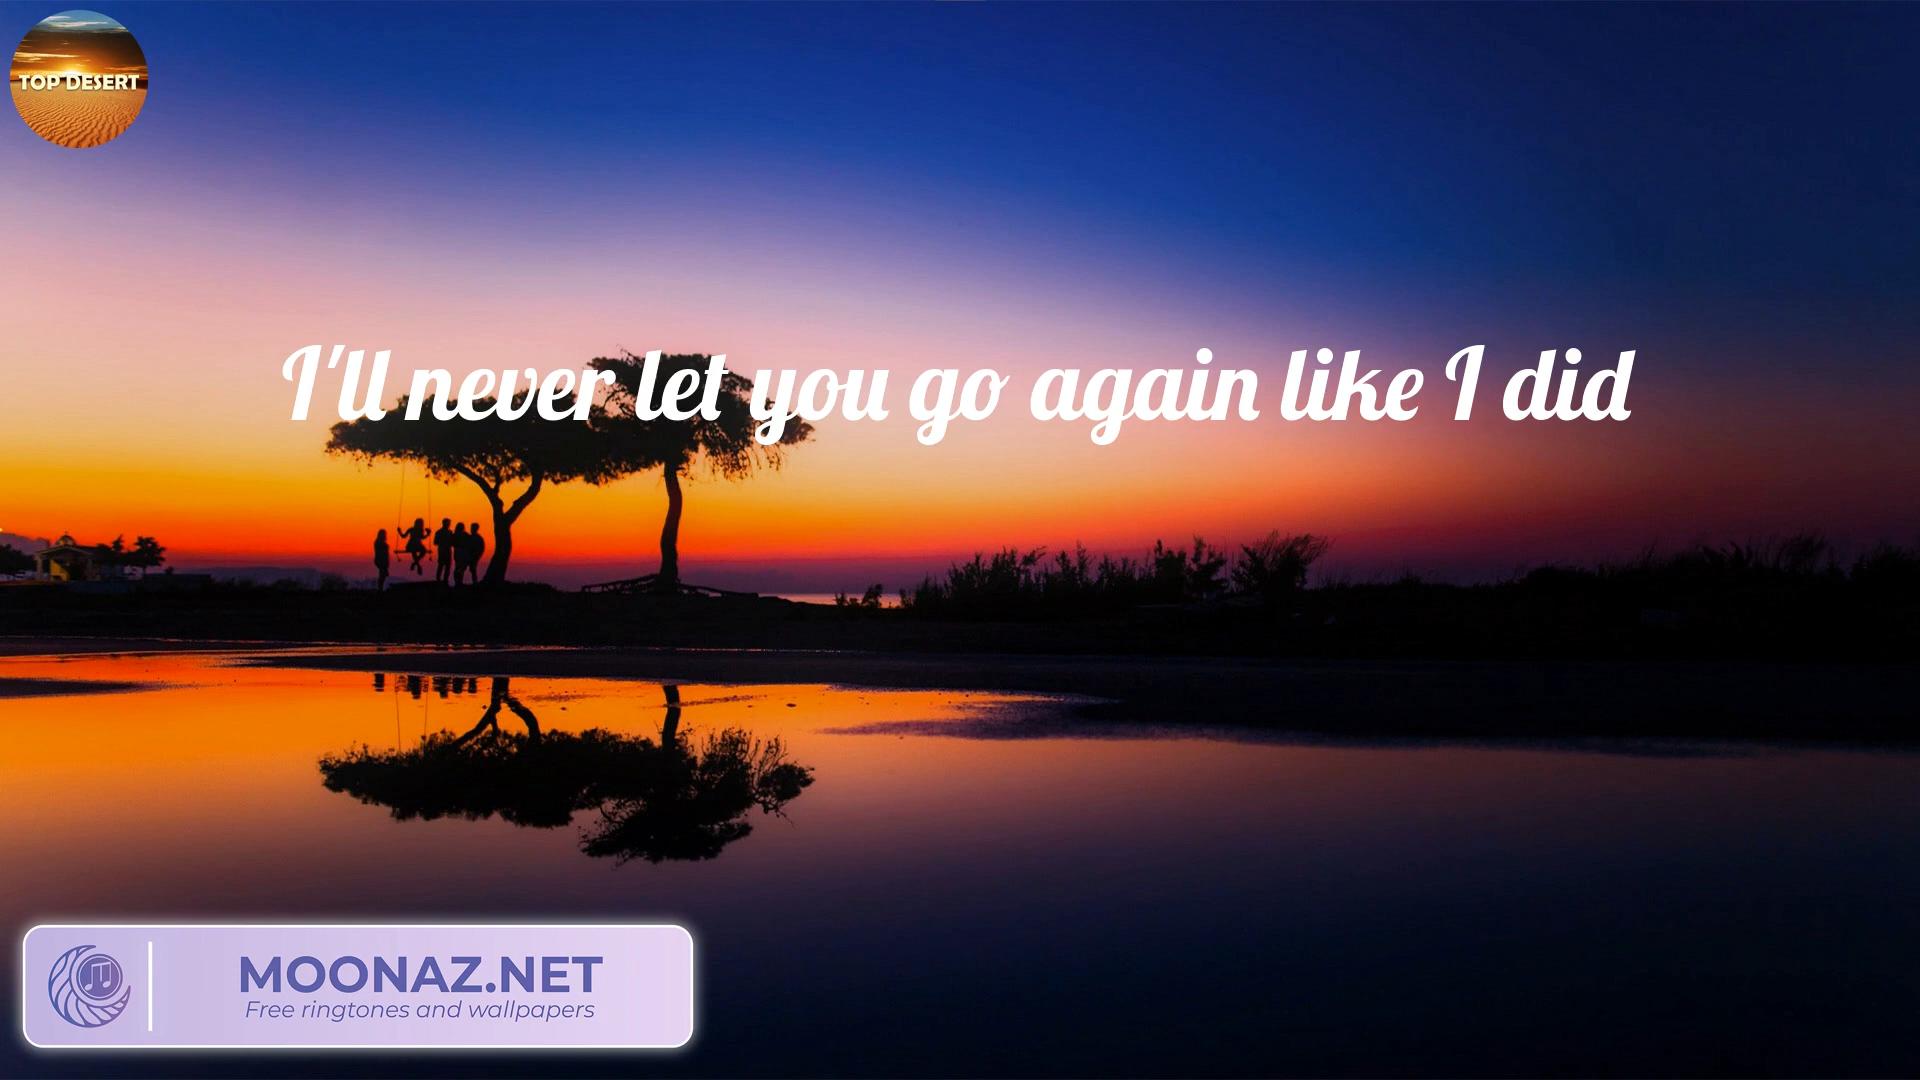 TOP DESERT
I'll never let you go again like I did
MOONAZ.NET
Free ringtones and wallpapers